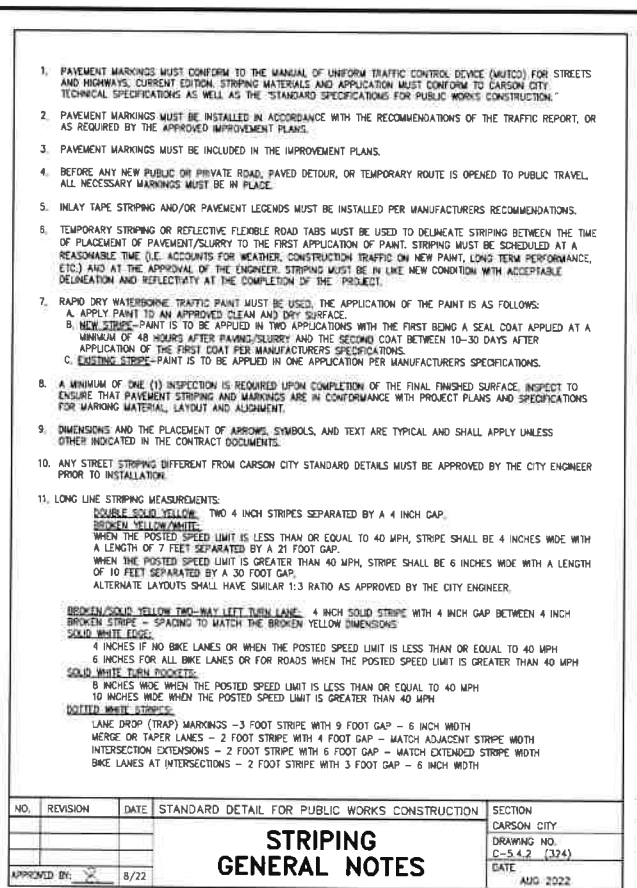 1. PAVEMENT MARKINGS MUST CONFORM TO THE MANUAL OF UNIFORM TRAFFIC CONTROL DEVICE (MUTCD) FOR STREETS
AND HIGHWAYS, CURRENT EDITION. STRIPING MATERIALS AND APPLICATION MUST CONFORM TO CARSON CITY
TECHNICAL SPECIFICATIONS AS WELL AS THE "STANDARD SPECIFICATIONS FOR PUBLIC WORKS CONSTRUCTION."
2. PAVEMENT MARKINGS MUST BE INSTALLED IN ACCORDANCE WITH THE RECOMMENDATIONS OF THE TRAFFIC REPORT, OR
AS REQUIRED BY THE APPROVED IMPROVEMENT PLANS.
3. PAVEMENT MARKINGS MUST BE INCLUDED IN THE IMPROVEMENT PLANS.
4. BEFORE ANY NEW PUBLIC OR PRIVATE ROAD, PAVED DETOUR, OR TEMPORARY ROUTE IS OPENED TO PUBLIC TRAVEL,
ALL NECESSARY MARKINGS MUST BE IN PLACE.
5. INLAY TAPE STRIPING AND/OR PAVEMENT LEGENDS MUST BE INSTALLED PER MANUFACTURERS RECOMMENDATIONS.
6. TEMPORARY STRIPING OR REFLECTIVE FLEXIBLE ROAD TABS MUST BE USED TO DELINEATE STRIPING BETWEEN THE TIME
OF PLACEMENT OF PAVEMENT/SLURRY TO THE FIRST APPLICATION OF PAINT. STRIPING MUST BE SCHEDULED AT A
REASONABLE TIME (I.E. ACCOUNTS FOR WEATHER, CONSTRUCTION TRAFFIC ON NEW PAINT, LONG TERM PERFORMANCE,
ETC.) AND AT THE APPROVAL OF THE ENGINEER. STRIPING MUST BE IN LIKE NEW CONDITION WITH ACCEPTABLE
DELINEATION AND REFLECTIVITY AT THE COMPLETION OF THE PROJECT.
7. RAPID DRY WATERBORNE TRAFFIC PAINT MUST BE USED, THE APPLICATION OF THE PAINT IS AS FOLLOWS:
A. APPLY PAINT TO AN APPROVED CLEAN AND DRY SURFACE.
B. NEW STRIPE-PAINT IS TO BE APPLIED IN TWO APPLICATIONS WITH THE FIRST BEING A SEAL COAT APPLIED AT A
MINIMUM OF 48 HOURS AFTER PAVING/SLURRY AND THE SECOND COAT BETWEEN 10-30 DAYS AFTER
APPLICATION OF THE FIRST COAT PER MANUFACTURERS SPECIFICATIONS.
C. EXISTING STRIPE-PAINT IS TO BE APPLIED IN ONE APPLICATION PER MANUFACTURERS SPECIFICATIONS.
8. A MINIMUM OF ONE (1) INSPECTION IS REQUIRED UPON COMPLETION OF THE FINAL FINISHED SURFACE, INSPECT TO
ENSURE THAT PAVEMENT STRIPING AND MARKINGS ARE IN CONFORMANCE WITH PROJECT PLANS AND SPECIFICATIONS
FOR MARKING MATERIAL, LAYOUT AND ALIGNMENT.
9. DIMENSIONS AND THE PLACEMENT OF ARROWS, SYMBOLS, AND TEXT ARE TYPICAL AND SHALL APPLY UNLESS
OTHER INDICATED IN THE CONTRACT DOCUMENTS.
10. ANY STREET STRIPING DIFFERENT FROM CARSON CITY STANDARD DETAILS MUST BE APPROVED BY THE CITY ENGINEER
PRIOR TO INSTALLATION.
11. LONG LINE STRIPING MEASUREMENTS:
DOUBLE SOLID YELLOW: TWO 4 INCH STRIPES SEPARATED BY A 4 INCH GAP.
BROKEN YELLOW/WHITE:
WHEN THE POSTED SPEED LIMIT IS LESS THAN OR EQUAL TO 40 MPH, STRIPE SHALL BE 4 INCHES WIDE WITH
A LENGTH OF 7 FEET SEPARATED BY A 21 FOOT GAP.
WHEN THE POSTED SPEED LIMIT IS GREATER THAN 40 MPH, STRIPE SHALL BE 6 INCHES WIDE WITH A LENGTH
OF 10 FEET SEPARATED BY A 30 FOOT GAP.
ALTERNATE LAYOUTS SHALL HAVE SIMILAR 1:3 RATIO AS APPROVED BY THE CITY ENGINEER.
BROKEN/SOLID YELLOW TWO-WAY LEFT TURN LANE: 4 INCH SOLID STRIPE WITH 4 INCH GAP BETWEEN 4 INCH
BROKEN STRIPE - SPACING TO MATCH THE BROKEN YELLOW DIMENSIONS
SOLID WHITE EDGE:
4 INCHES IF NO BIKE LANES OR WHEN THE POSTED SPEED LIMIT IS LESS THAN OR EQUAL TO 40 MPH
6 INCHES FOR ALL BIKE LANES OR FOR ROADS WHEN THE POSTED SPEED LIMIT IS GREATER THAN 40 MPH
SOLID WHITE TURN POCKETS:
8 INCHES WIDE WHEN THE POSTED SPEED LIMIT IS LESS THAN OR EQUAL TO 40 MPH
10 INCHES WIDE WHEN THE POSTED SPEED LIMIT IS GREATER THAN 40 MPH
DOTTED WHITE STRIPES:
LANE DROP (TRAP) MARKINGS -3 FOOT STRIPE WITH 9 FOOT GAP - 6 INCH WIDTH
MERGE OR TAPER LANES - 2 FOOT STRIPE WITH 4 FOOT GAP - MATCH ADJACENT STRIPE WIDTH
INTERSECTION EXTENSIONS - 2 FOOT STRIPE WITH 6 FOOT GAP - MATCH EXTENDED STRIPE WIDTH
BIKE LANES AT INTERSECTIONS - 2 FOOT STRIPE WITH 3 FOOT GAP - 6 INCH WIDTH
NO. REVISION DATE STANDARD DETAIL FOR PUBLIC WORKS CONSTRUCTION SECTION
CARSON CITY
STRIPING
GENERAL NOTES
DRAWING NO.
C-5.4.2 (324)
DATE
AUG 2022
APPROVED BY: 8/22